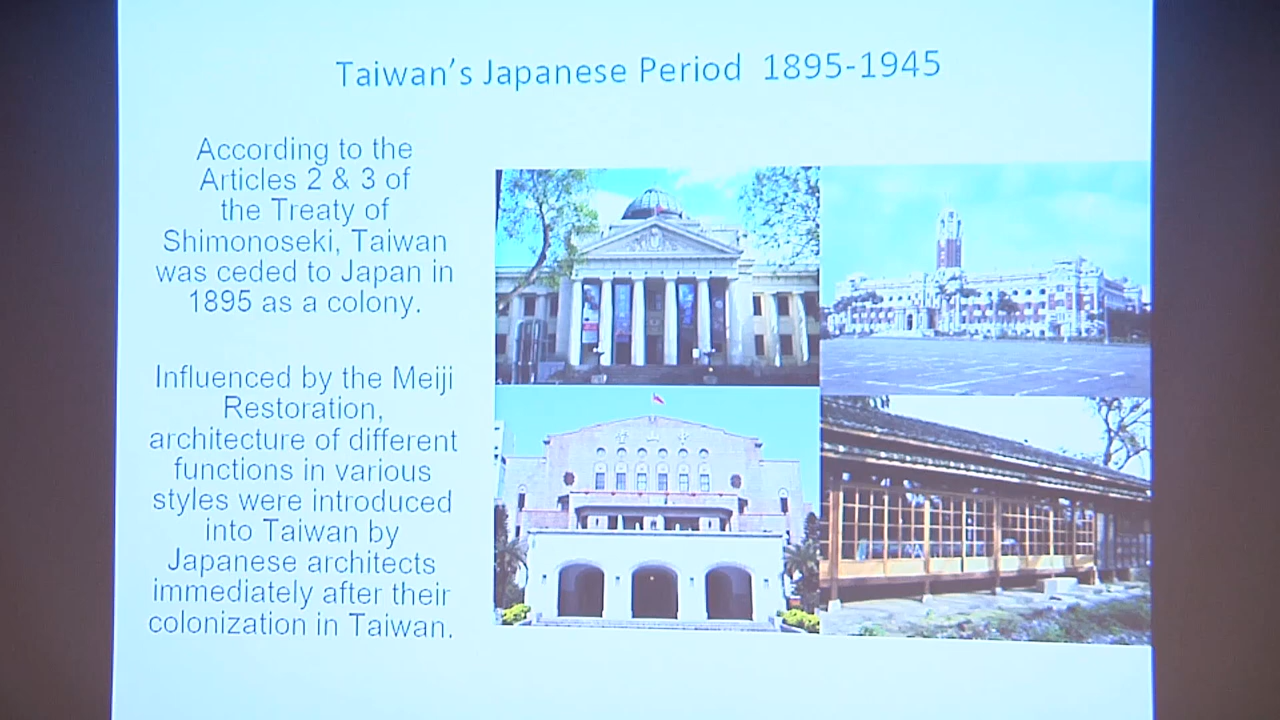 Taiwan's Japanese Period 1895-1945
According to the
Articles 2 & 3 of
the Treaty of
Shimonoseki, Taiwan
was ceded to Japan in
1895 as a colony.
Influenced by the Meiji
Restoration,
architecture of different
functions in various
styles were introduced
into Taiwan by
Japanese architects
immediately after their
colonization in Taiwan.